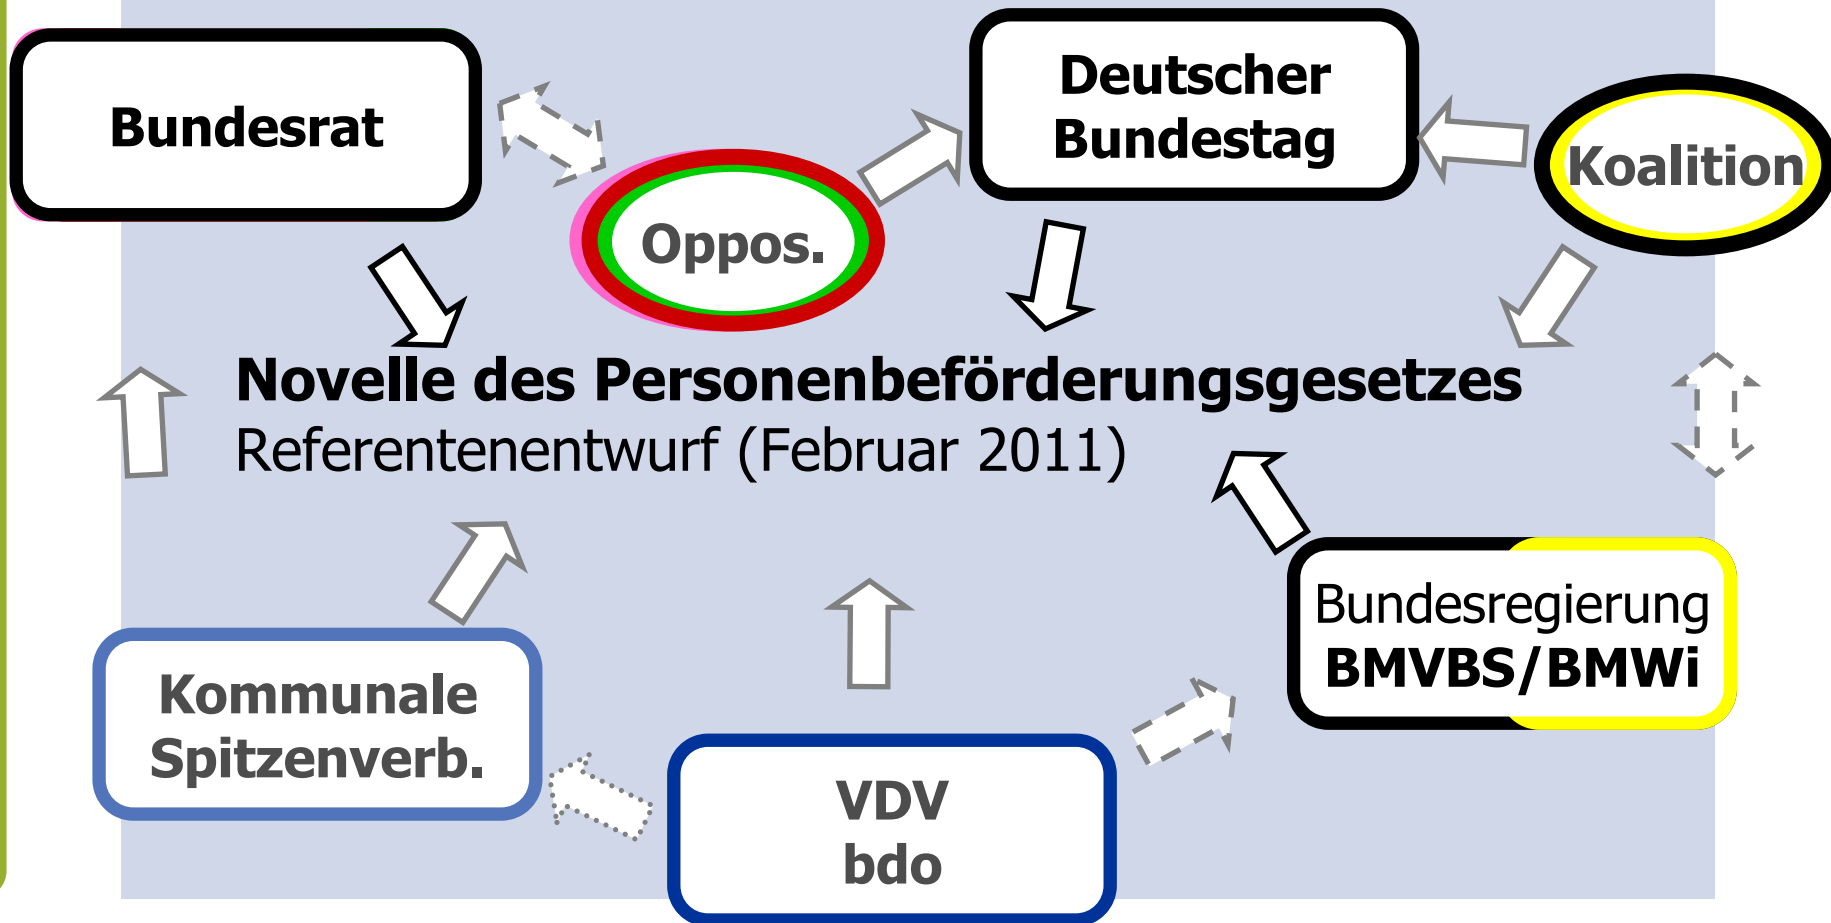 Bundesrat
Deutscher
Bundestag
Koalition
Oppos.
Novelle des Personenbeförderungsgesetzes
Referentenentwurf (Februar 2011)
Bundesregierung
BMVBS/BMWi
Kommunale
Spitzenverb.
VDV
bdo